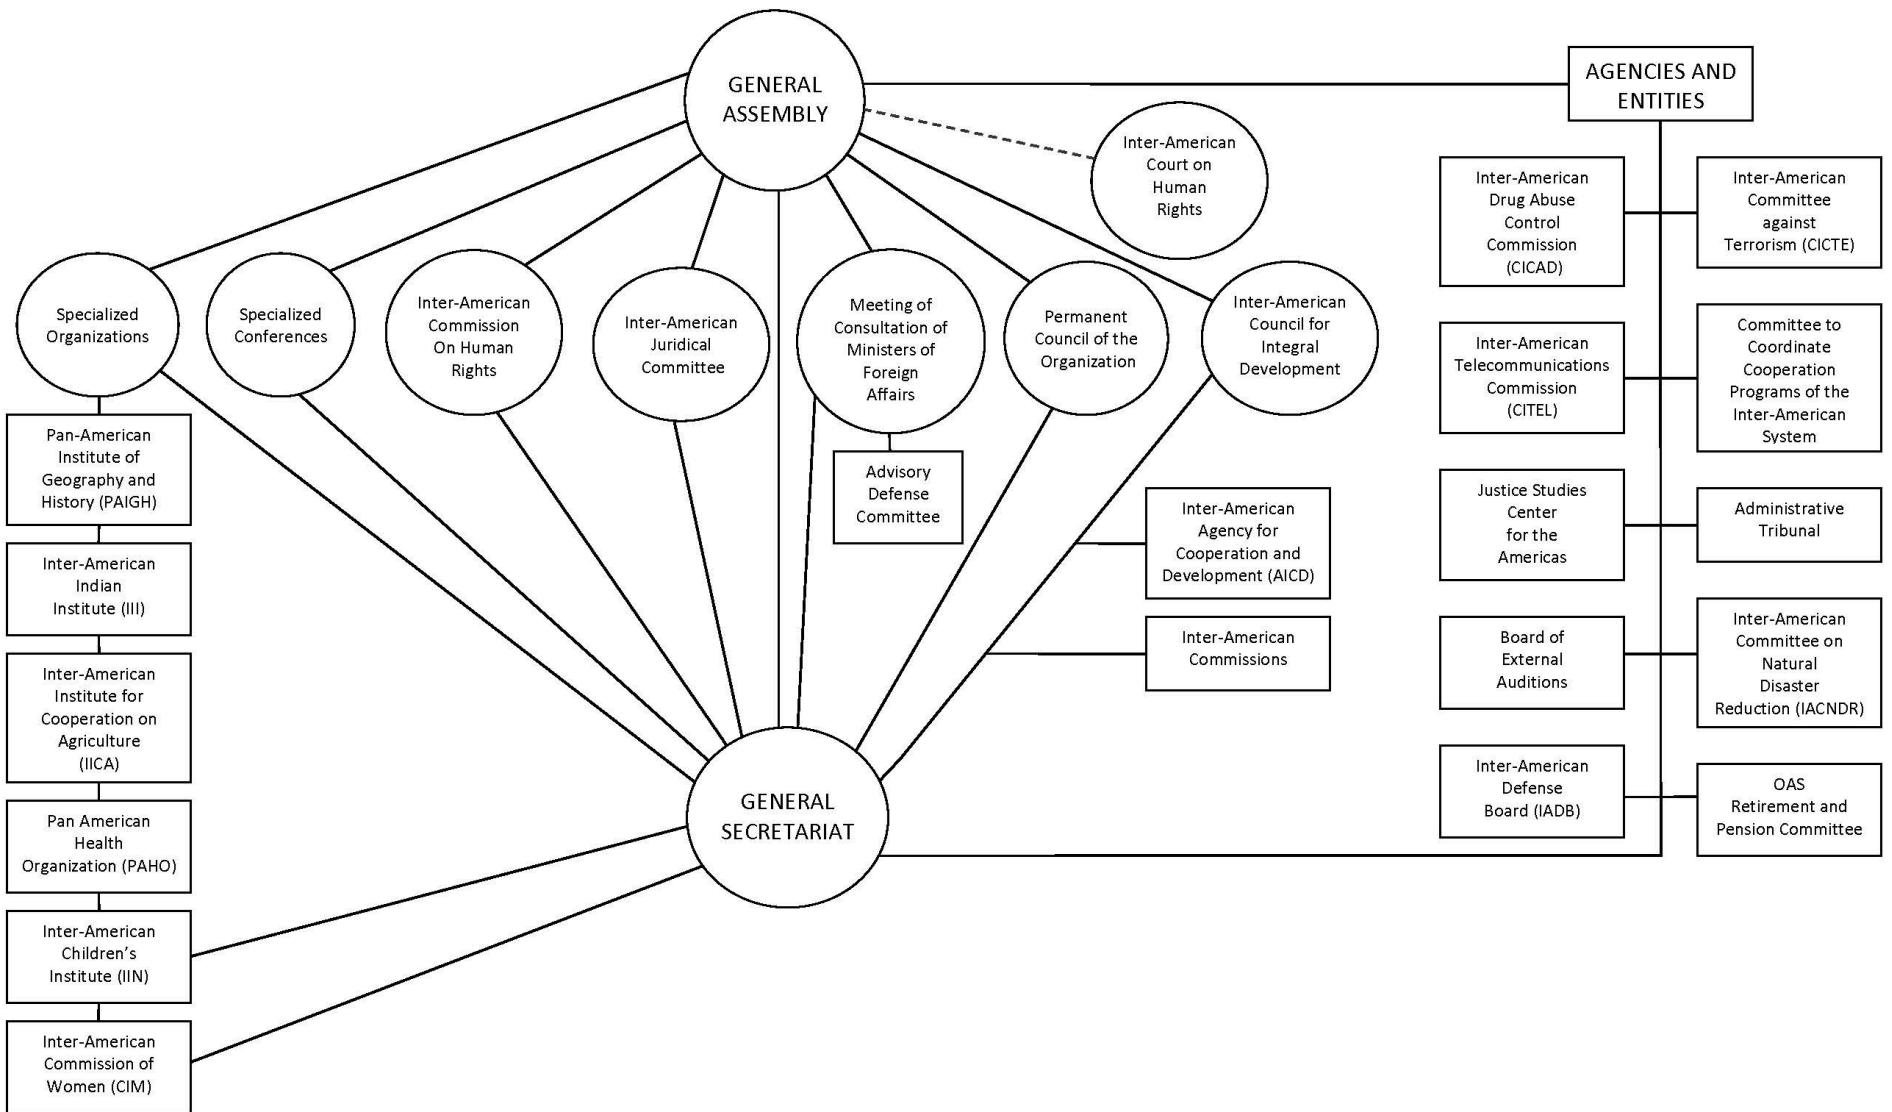 GENERAL
ASSEMBLY
AGENCIES AND
ENTITIES
Inter-American
Court on
Human
Rights
Specialized
Organizations
Specialized
Conferences
Inter-American
Commission
On Human
Rights
Inter-American
Juridical
Committee
Meeting of
Consultation of
Ministers of
Foreign
Affairs
Permanent
Council of the
Organization
Inter-American
Council for
Integral
Development
Pan-American
Institute of
Geography and
History (PAIGH)
Inter-American
Indian
Institute (III)
Inter-American
Institute for
Cooperation on
Agriculture
(IICA)
Pan American
Health
Organization (PAHO)
Inter-American
Children’s
Institute (IIN)
Inter-American
Commission of
Women (CIM)
Advisory
Defense
Committee
Inter-American
Agency for
Cooperation and
Development (AICD)
Inter-American
Commissions
GENERAL
SECRETARIAT
Inter-American
Drug Abuse
Control
Commission
(CICAD)
Inter-American
Committee
against
Terrorism (CICTE)
Inter-American
Telecommunications
Commission
(CITEL)
Committee to
Coordinate
Cooperation
Programs of the
Inter-American
System
Justice Studies
Center
for the
Americas
Administrative
Tribunal
Board of
External
Auditions
Inter-American
Committee on
Natural
Disaster
Reduction (IACNDR)
Inter-American
Defense
Board (IADB)
OAS
Retirement and
Pension Committee